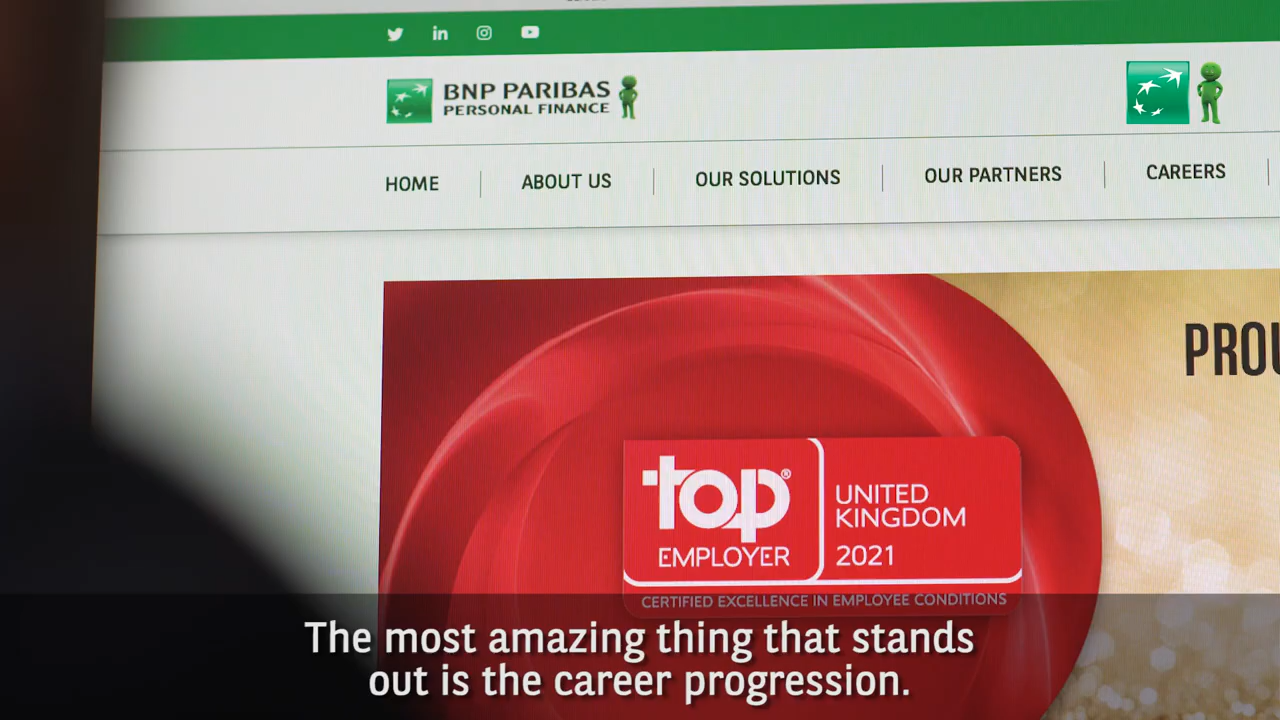 BNP PARIBAS
PERSONAL FINANCE
HOME
ABOUT US
OUR SOLUTIONS
OUR PARTNERS
CAREERS
top®
EMPLOYER
UNITED
KINGDOM
2021
CERTIFIED EXCELLENCE IN EMPLOYEE CONDITIONS
The most amazing thing that stands
out is the career progression.